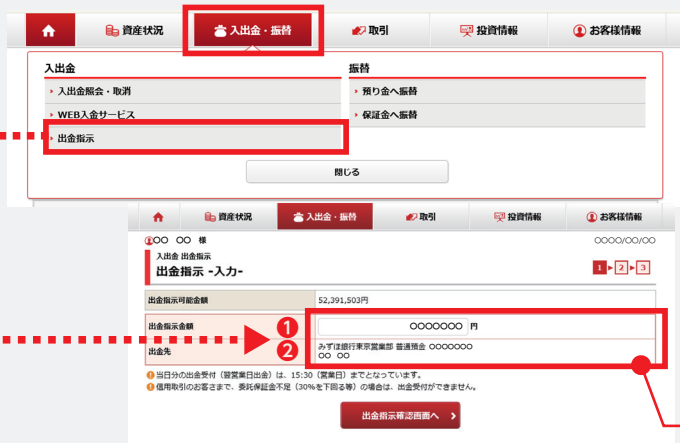 資産状況
入出金・振替
取引
投資情報
お客様情報
入出金
振替
入出金照会・取消
預り金へ振替
WEB入金サービス
保証金へ振替
出金指示
閉じる
資産状況
入出金・振替
取引
投資情報
お客様情報
○○ ○○ 様
○○○○/○○/○○
入出金 出金指示
出金指示 -入力-
1 2 3
出金指示可能金額
52,391,503円
出金指示金額
❶
○○○○○○○ 円
出金先
❷
みずほ銀行東京営業部 普通預金 ○○○○○○○
○○ ○○
当日分の出金受付（翌営業日出金）は、15:30（営業日）までとなっています。
信用取引のお客さまで、委託保証金不足（30%を下回る等）の場合は、出金受付ができません。
出金指示確認画面へ